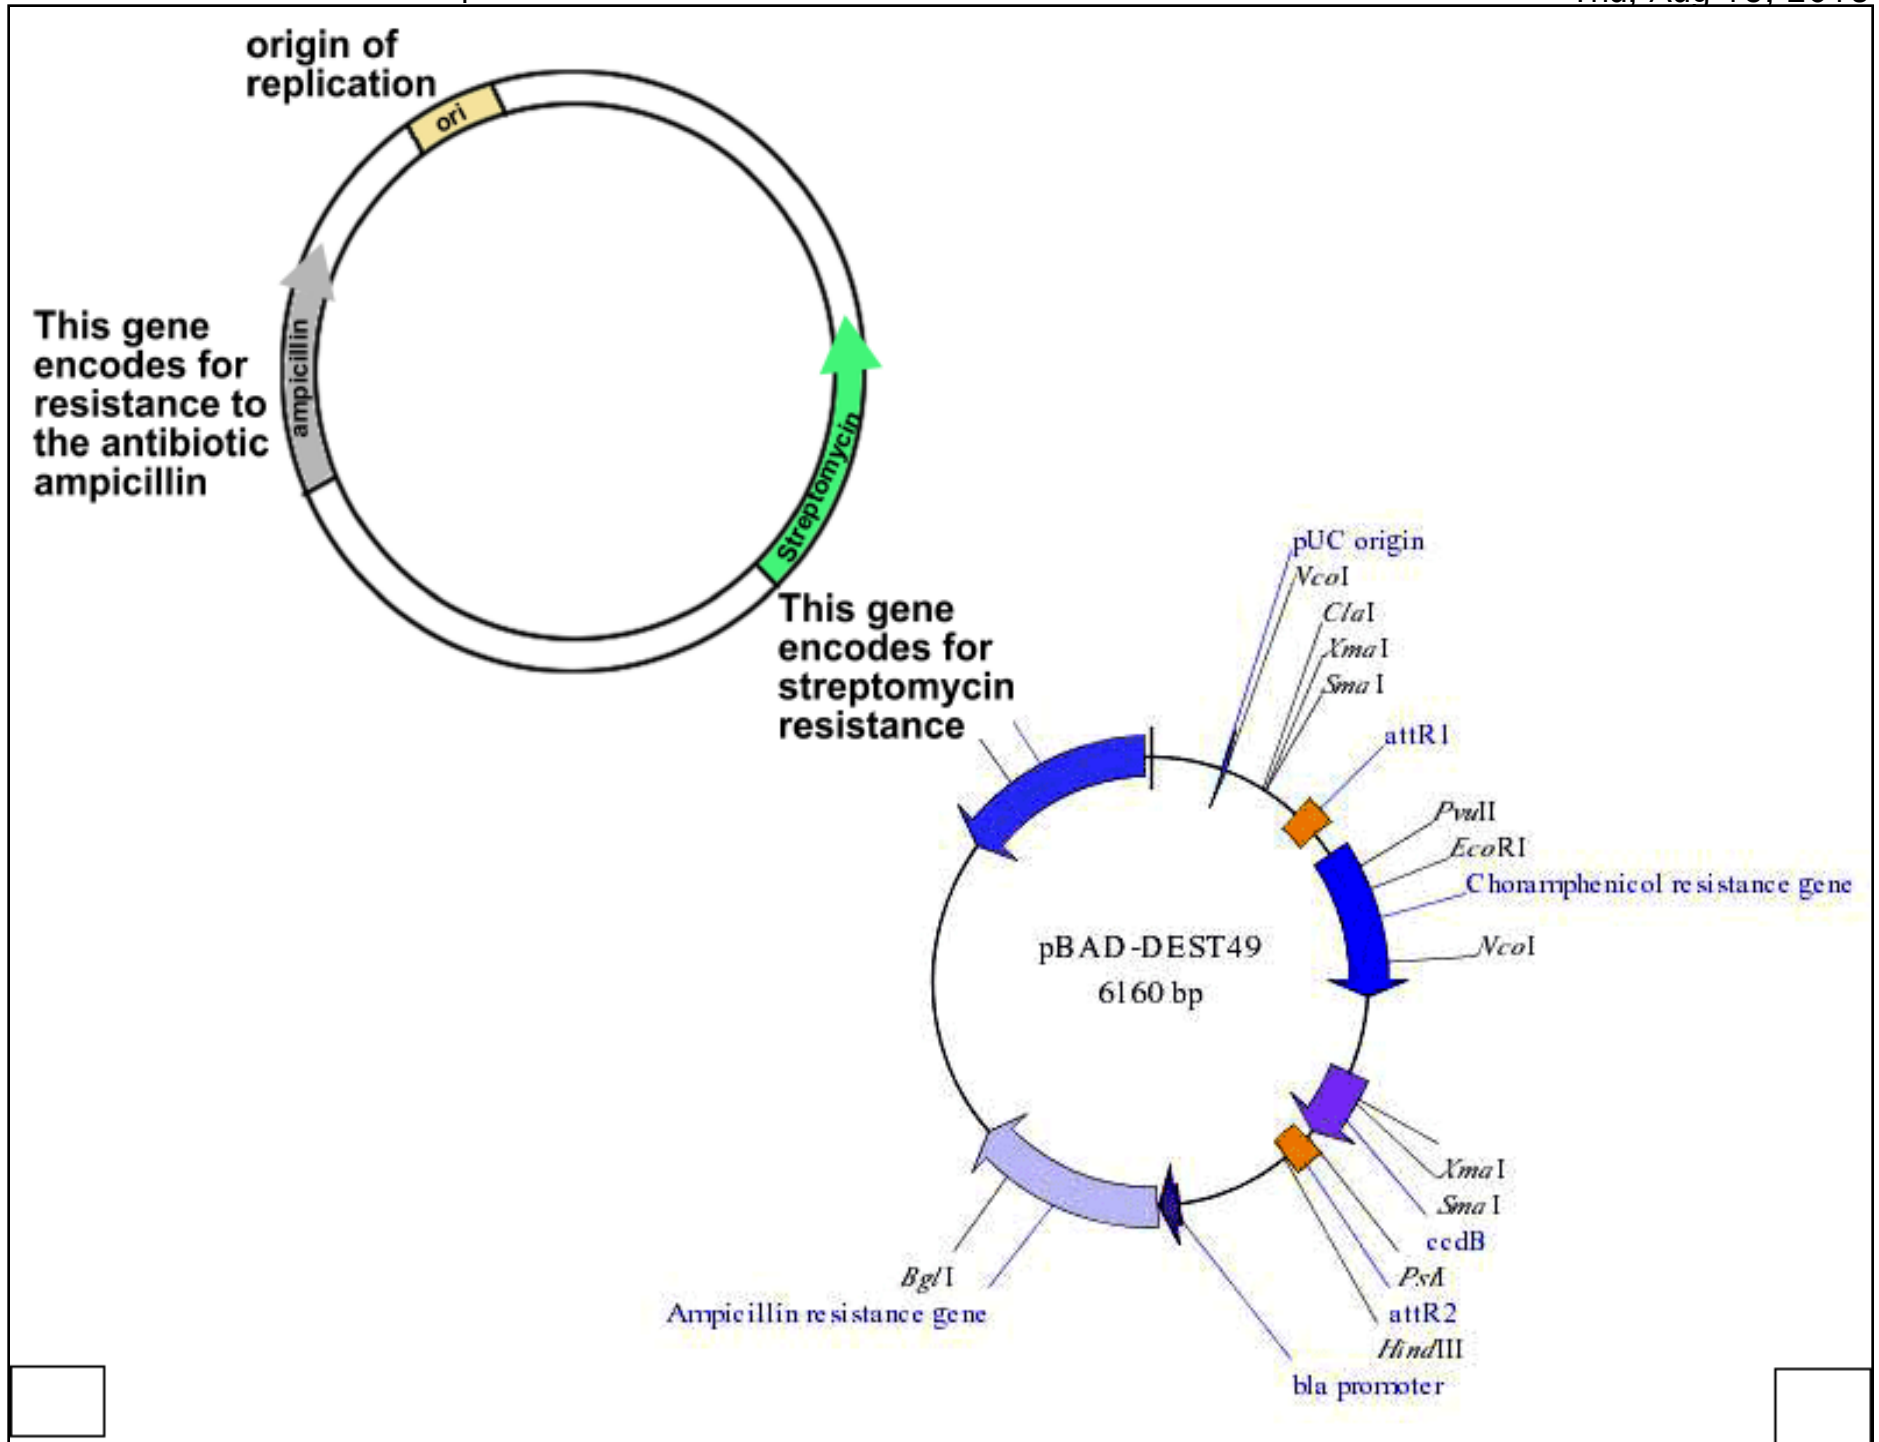 origin of
replication
ori
This gene
encodes for
resistance to
the antibiotic
ampicillin
ampicillin
Streptomycin
This gene
encodes for
streptomycin
resistance
pUC origin
NcoI
ClaI
XmaI
SmaI
attR1
PvuII
EcoRI
Choramphenicol resistance gene
NcoI
pBAD-DEST49
6160 bp
XmaI
SmaI
ccdB
PstI
attR2
HindIII
bla promoter
BglI
Ampicillin resistance gene